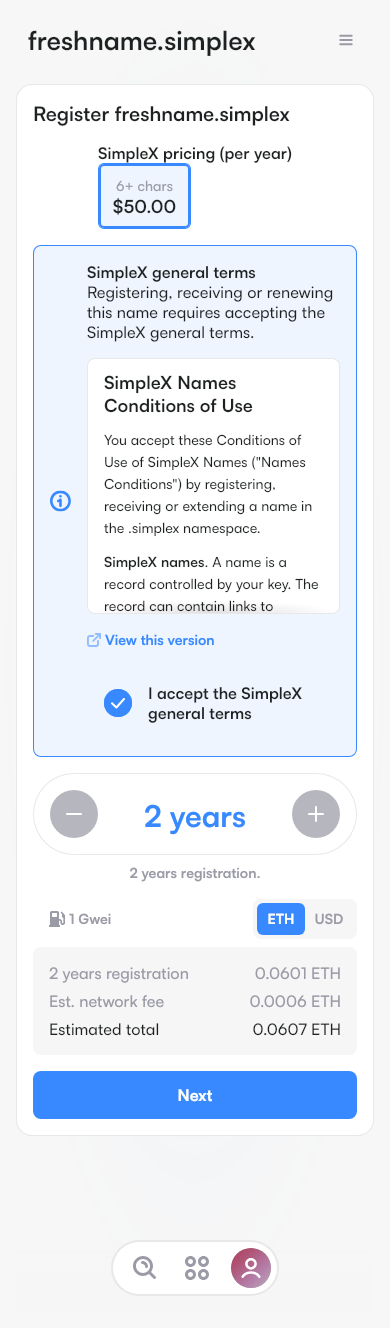 freshname.simplex
Register freshname.simplex
SimpleX pricing (per year)
6+ chars
$50.00
SimpleX general terms
Registering, receiving or renewing
this name requires accepting the
SimpleX general terms.
SimpleX Names
Conditions of Use
You accept these Conditions of
Use of SimpleX Names ("Names
Conditions") by registering,
receiving or extending a name in
the .simplex namespace.
SimpleX names. A name is a
record controlled by your key. The
record can contain links to
View this version
I accept the SimpleX
general terms
2 years
2 years registration.
1 Gwei
ETH USD
2 years registration 0.0601 ETH
Est. network fee 0.0006 ETH
Estimated total 0.0607 ETH
Next